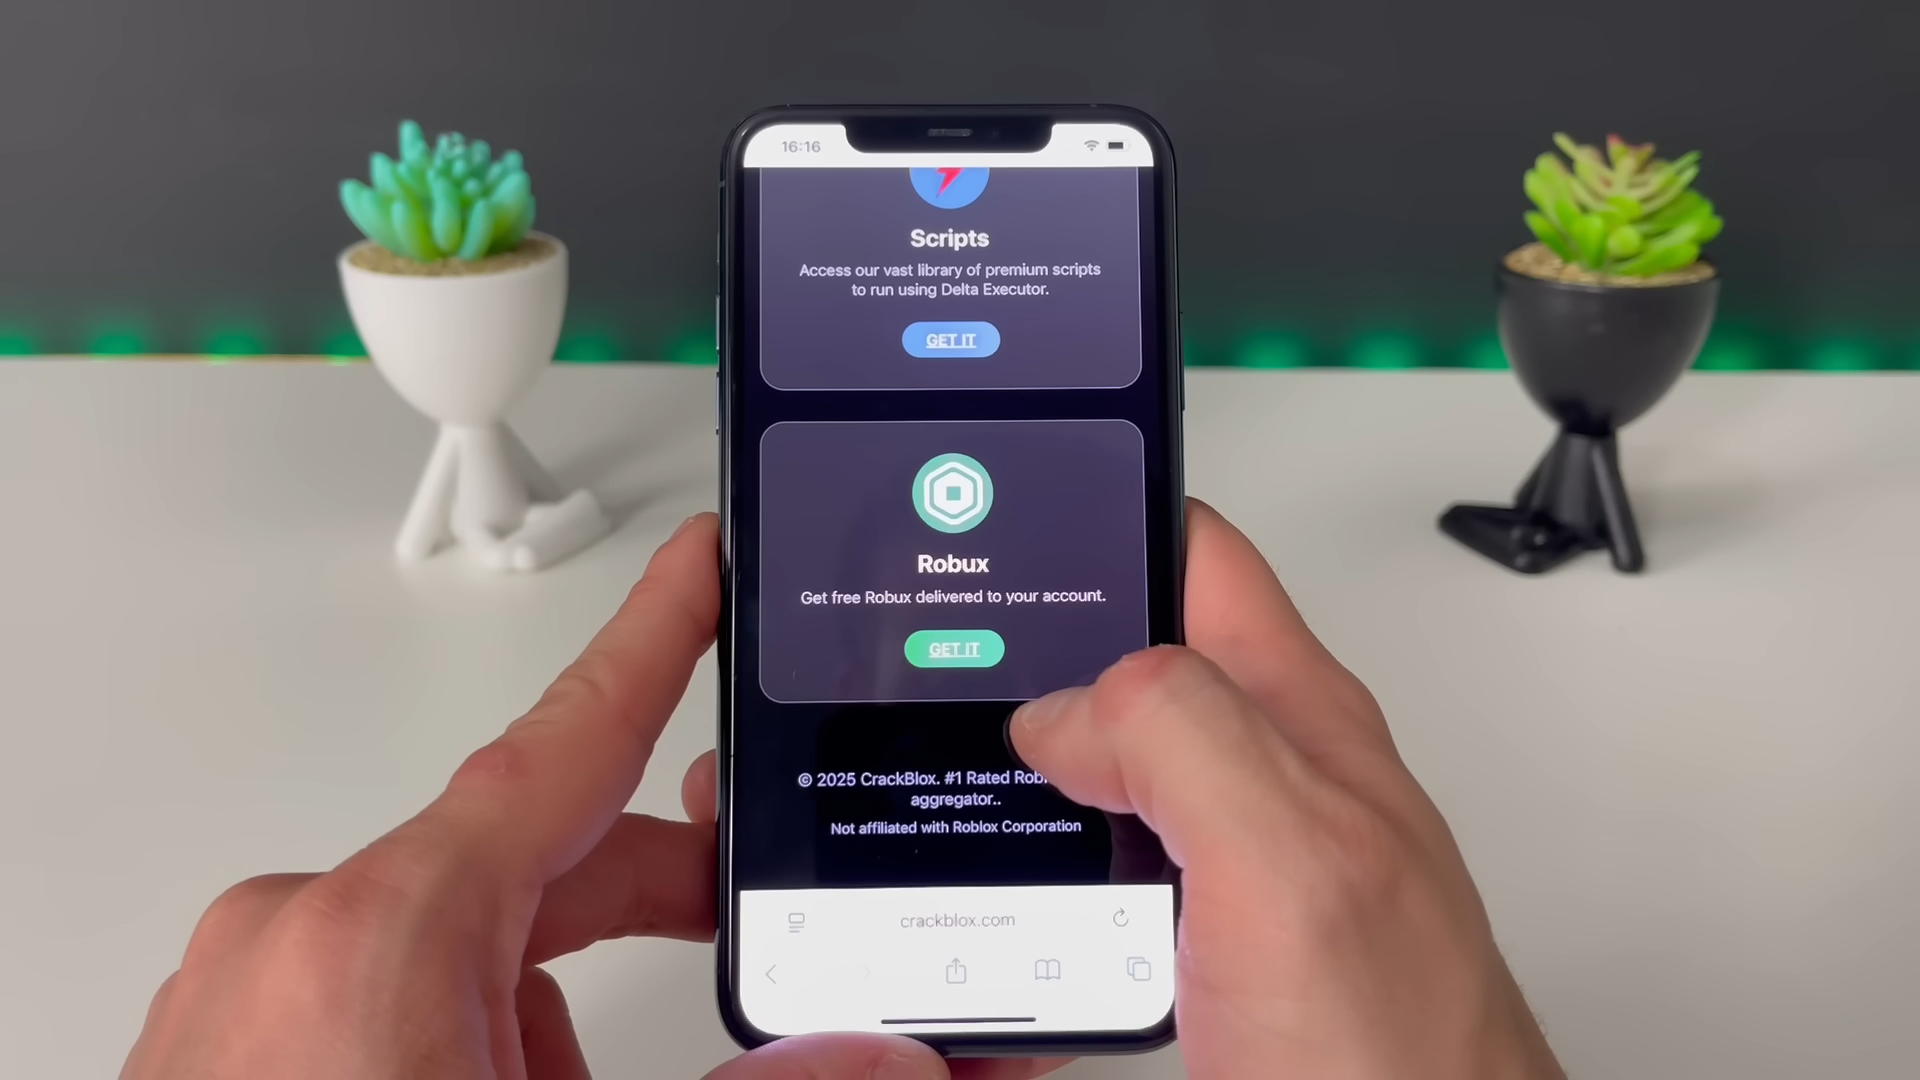 16:16
Scripts
Access our vast library of premium scripts
to run using Delta Executor.
GET IT
Robux
Get free Robux delivered to your account.
GET IT
© 2025 CrackBlox. #1 Rated
aggregator..
Not affiliated with Roblox Corporation
crackblox.com